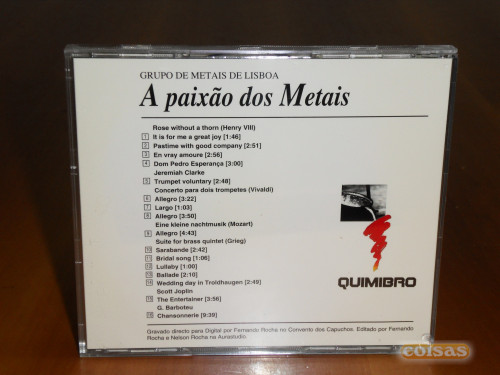 GRUPO DE METAIS DE LISBOA
A paixão dos Metais
Rose without a thorn (Henry VIII)
1 It is for me a great joy [1:46]
2 Pastime with good company [2:51]
3 En vray amoure [2:56]
4 Dom Pedro Esperança [3:00]
Jeremiah Clarke
5 Trumpet voluntary [2:48]
Concerto para dois trompetes (Vivaldi)
6 Allegro [3:22]
7 Largo [1:03]
8 Allegro [3:50]
Eine kleine nachtmusik (Mozart)
9 Allegro [4:43]
Suite for brass quintet (Grieg)
10 Sarabande [2:42]
11 Bridal song [1:06]
12 Lullaby [1:00]
13 Ballade [2:10]
14 Wedding day in Troldhaugen [2:49]
Scott Joplin
15 The Entertainer [3:56]
G. Barboteu
16 Chansonnerie [9:39]
QUIMIBRO
Gravado directo para Digital por Fernando Rocha no Convento dos Capuchos. Editado por Fernando
Rocha e Nelson Rocha na Aurastudio.
coisas